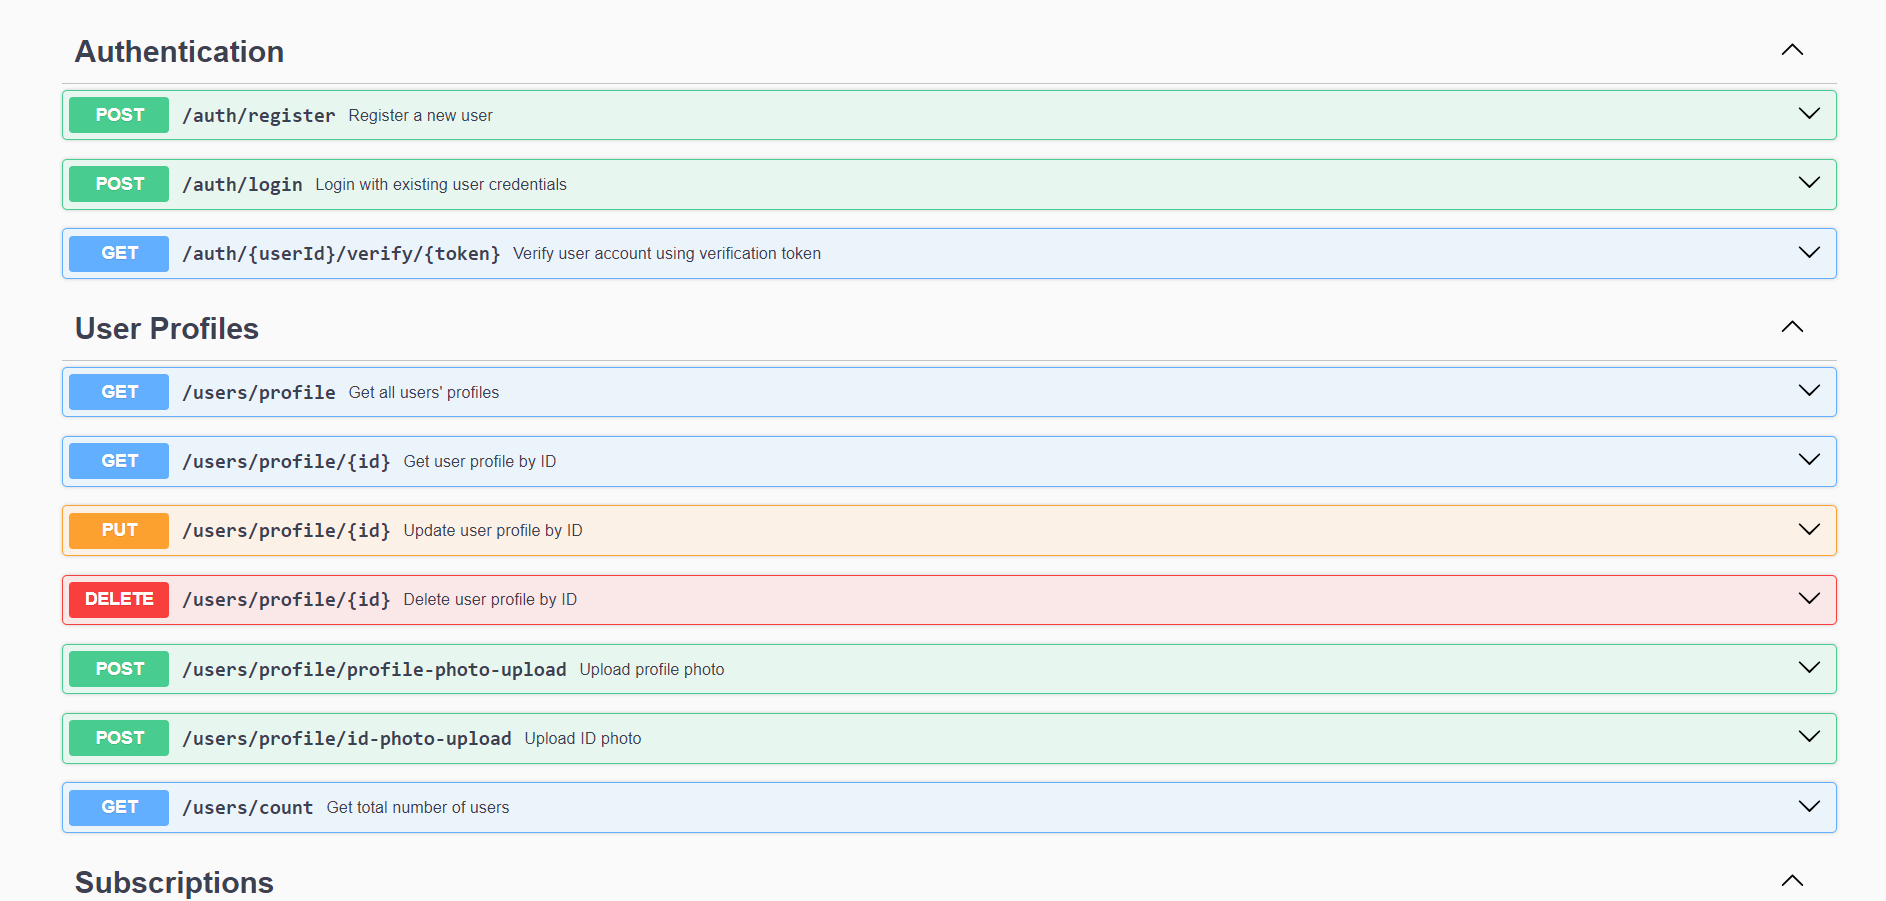 Authentication
POST /auth/register Register a new user
POST /auth/login Login with existing user credentials
GET /auth/{userId}/verify/{token} Verify user account using verification token
User Profiles
GET /users/profile Get all users' profiles
GET /users/profile/{id} Get user profile by ID
PUT /users/profile/{id} Update user profile by ID
DELETE /users/profile/{id} Delete user profile by ID
POST /users/profile/profile-photo-upload Upload profile photo
POST /users/profile/id-photo-upload Upload ID photo
GET /users/count Get total number of users
Subscriptions